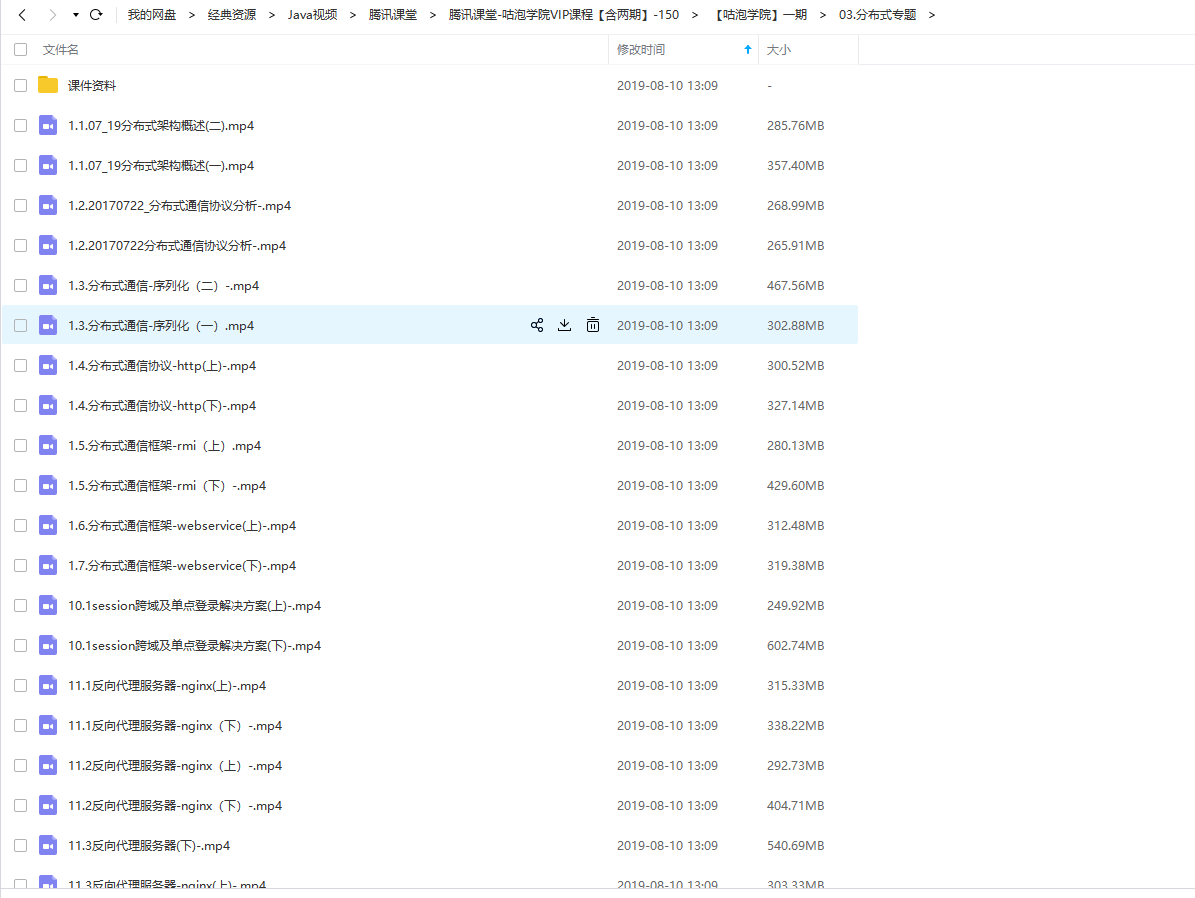 我的网盘 > 经典资源 > Java视频 > 腾讯课堂 > 腾讯课堂-咕泡学院VIP课程【含两期】-150 > 【咕泡学院】一期 > 03.分布式专题 >
文件名 修改时间 大小
课件资料 2019-08-10 13:09 -
1.1.07_19分布式架构概述(二).mp4 2019-08-10 13:09 285.76MB
1.1.07_19分布式架构概述(一).mp4 2019-08-10 13:09 357.40MB
1.2.20170722_分布式通信协议分析-.mp4 2019-08-10 13:09 268.99MB
1.2.20170722分布式通信协议分析-.mp4 2019-08-10 13:09 265.91MB
1.3.分布式通信-序列化（二）-.mp4 2019-08-10 13:09 467.56MB
1.3.分布式通信-序列化（一）.mp4 2019-08-10 13:09 302.88MB
1.4.分布式通信协议-http(上)-.mp4 2019-08-10 13:09 300.52MB
1.4.分布式通信协议-http(下)-.mp4 2019-08-10 13:09 327.14MB
1.5.分布式通信框架-rmi（上）.mp4 2019-08-10 13:09 280.13MB
1.5.分布式通信框架-rmi（下）-.mp4 2019-08-10 13:09 429.60MB
1.6.分布式通信框架-webservice(上)-.mp4 2019-08-10 13:09 312.48MB
1.7.分布式通信框架-webservice(下)-.mp4 2019-08-10 13:09 319.38MB
10.1session跨域及单点登录解决方案(上)-.mp4 2019-08-10 13:09 249.92MB
10.1session跨域及单点登录解决方案(下)-.mp4 2019-08-10 13:09 602.74MB
11.1反向代理服务器-nginx(上)-.mp4 2019-08-10 13:09 315.33MB
11.1反向代理服务器-nginx（下）-.mp4 2019-08-10 13:09 338.22MB
11.2反向代理服务器-nginx（上）-.mp4 2019-08-10 13:09 292.73MB
11.2反向代理服务器-nginx（下）-.mp4 2019-08-10 13:09 404.71MB
11.3反向代理服务器(下)-.mp4 2019-08-10 13:09 540.69MB
11.3反向代理服务器-nginx(上)-.mp4 2019-08-10 13:09 303.33MB